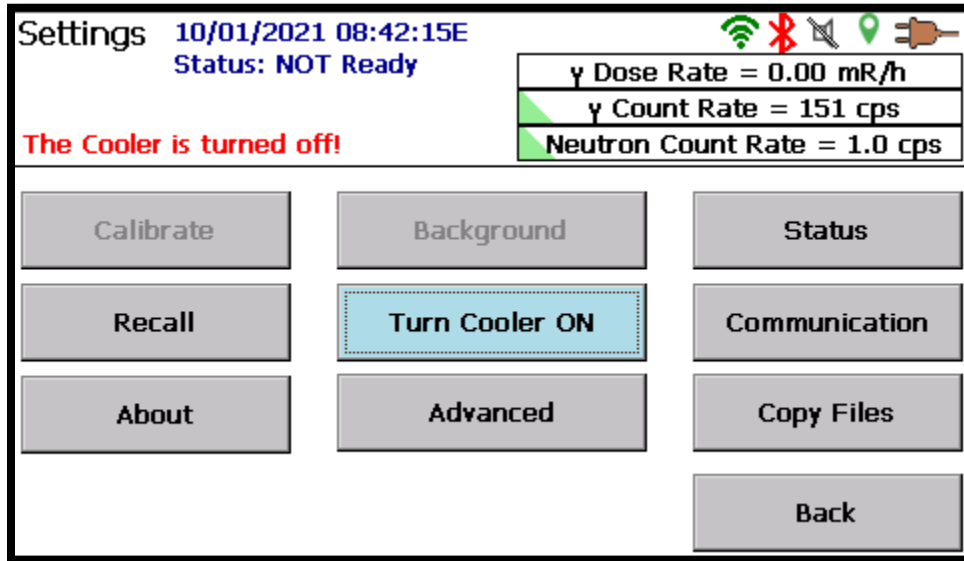 Settings 10/01/2021 08:42:15E
Status: NOT Ready
γ Dose Rate = 0.00 mR/h
γ Count Rate = 151 cps
The Cooler is turned off!
Neutron Count Rate = 1.0 cps
Calibrate
Background
Status
Recall
Turn Cooler ON
Communication
About
Advanced
Copy Files
Back